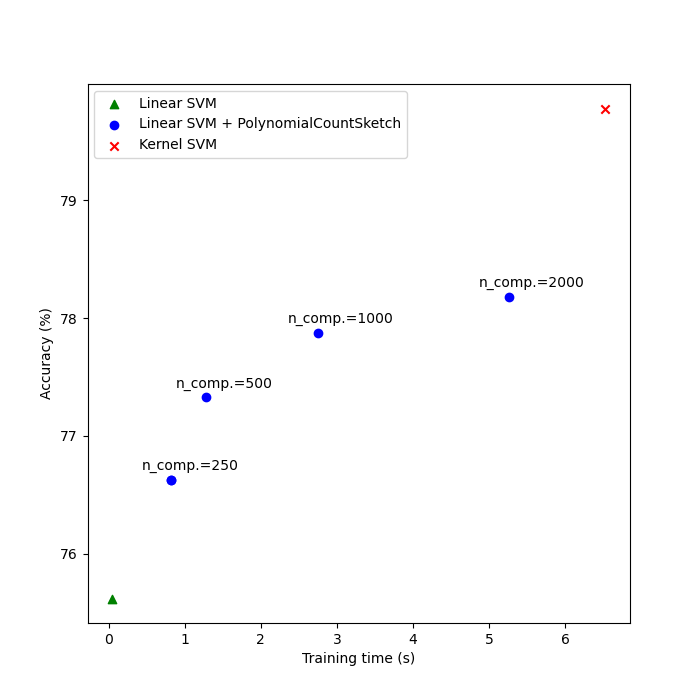 Linear SVM
Linear SVM + PolynomialCountSketch
Kernel SVM
79
n_comp.=2000
78
n_comp.=1000
n_comp.=500
77
n_comp.=250
76
Accuracy (%)
0 1 2 3 4 5 6
Training time (s)